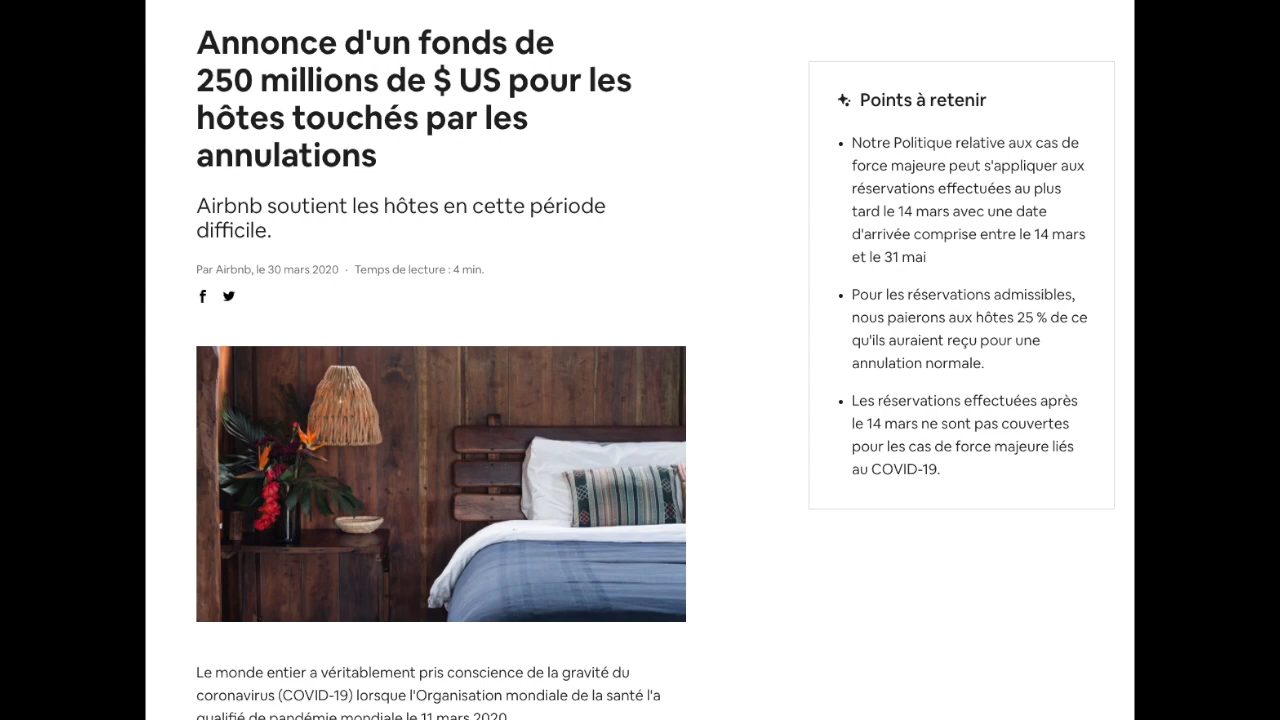 Annonce d'un fonds de
250 millions de $ US pour les
hôtes touchés par les
annulations
Airbnb soutient les hôtes en cette période
difficile.
Par Airbnb, le 30 mars 2020 · Temps de lecture : 4 min.
Points à retenir
• Notre Politique relative aux cas de
force majeure peut s'appliquer aux
réservations effectuées au plus
tard le 14 mars avec une date
d'arrivée comprise entre le 14 mars
et le 31 mai
• Pour les réservations admissibles,
nous paierons aux hôtes 25 % de ce
qu'ils auraient reçu pour une
annulation normale.
• Les réservations effectuées après
le 14 mars ne sont pas couvertes
pour les cas de force majeure liés
au COVID-19.
Le monde entier a véritablement pris conscience de la gravité du
coronavirus (COVID-19) lorsque l'Organisation mondiale de la santé l'a
qualifié de pandémie mondiale le 11 mars 2020.